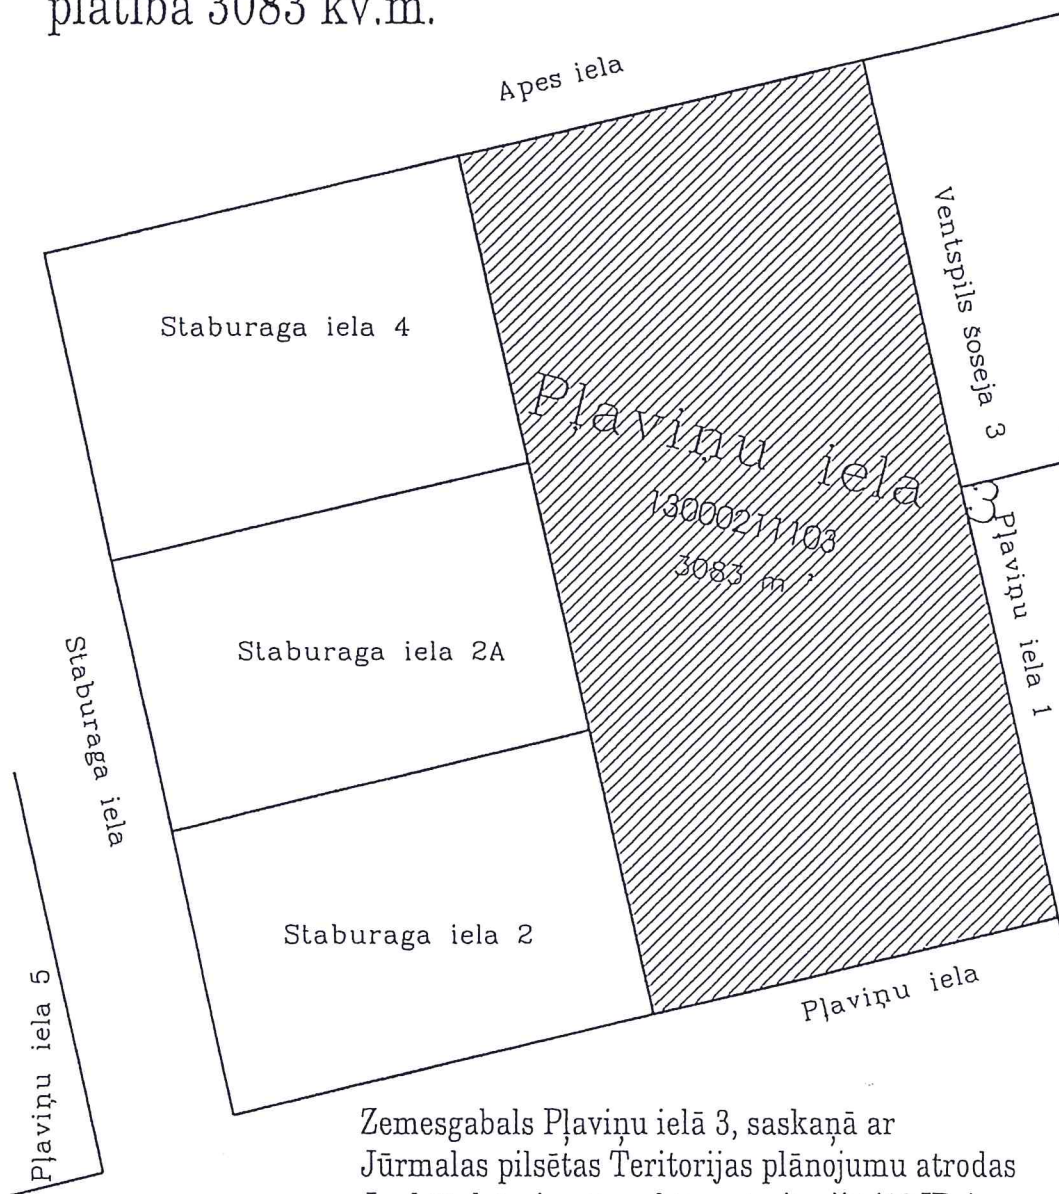 platība 3083 kv.m.
Apes iela
Ventspils šoseja 3
Staburaga iela 4
Pļaviņu iela 3
13000211103
3083 m²
Pļaviņu iela 1
Staburaga iela 2A
Staburaga iela
Staburaga iela 2
Pļaviņu iela 5
Pļaviņu iela
Zemesgabals Pļaviņu ielā 3, saskaņā ar
Jūrmalas pilsētas Teritorijas plānojumu atrodas